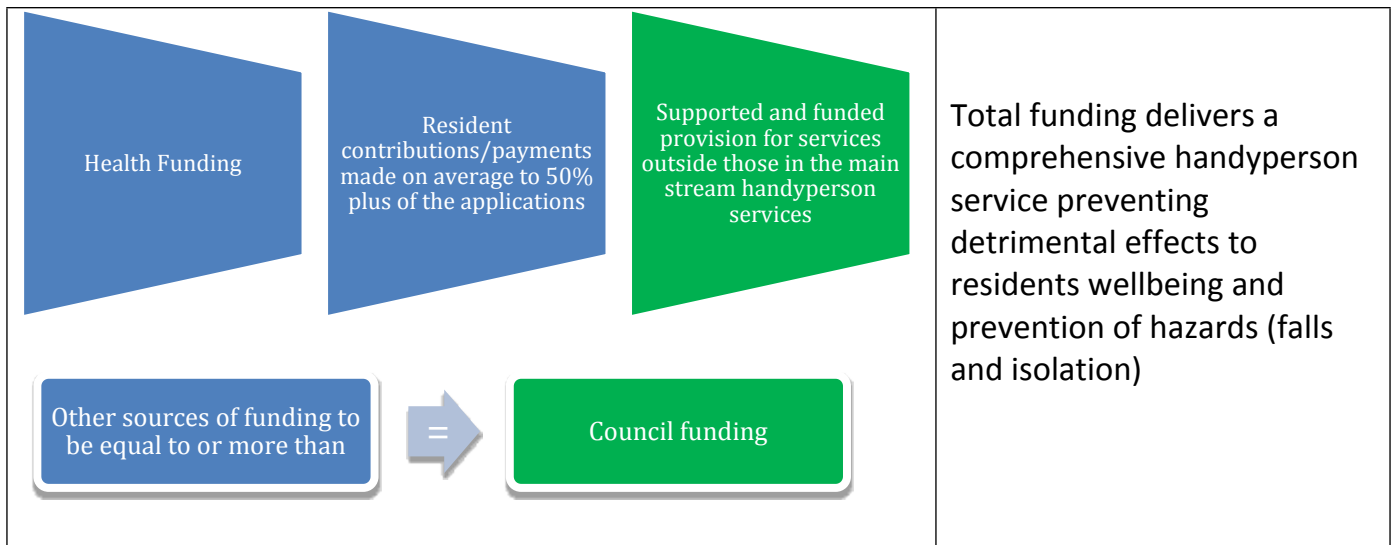 Health Funding
Resident
contributions/payments
made on average to 50%
plus of the applications
Supported and funded
provision for services
outside those in the main
stream handyperson
services
Other sources of funding to
be equal to or more than
=
Council funding
Total funding delivers a
comprehensive handyperson
service preventing
detrimental effects to
residents wellbeing and
prevention of hazards (falls
and isolation)